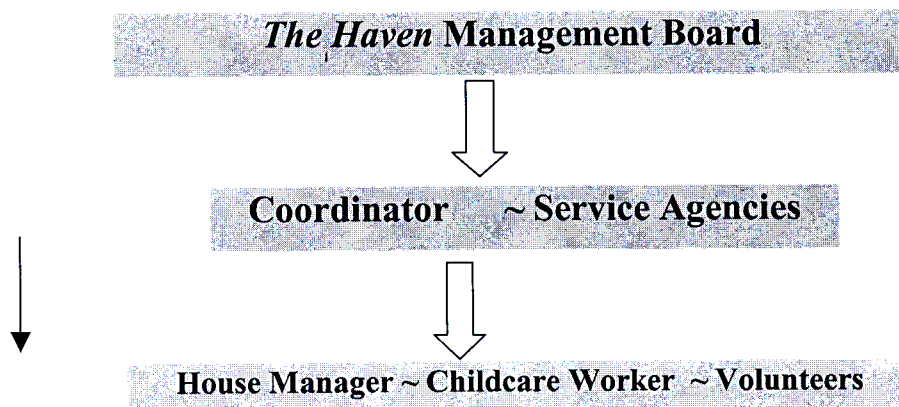 The Haven Management Board
Coordinator ~ Service Agencies
House Manager ~ Childcare Worker ~ Volunteers